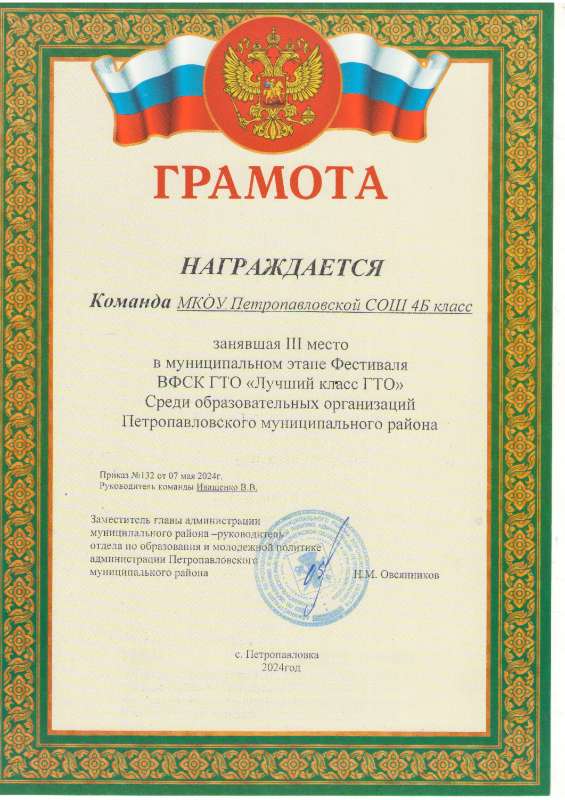 ГРАМОТА
НАГРАЖДАЕТСЯ
Команда МКОУ Петропавловской СОШ 4Б класс
занявшая III место
в муниципальном этапе Фестиваля
ВФСК ГТО «Лучший класс ГТО»
Среди образовательных организаций
Петропавловского муниципального района
Приказ №132 от 07 мая 2024г.
Руководитель команды Иващенко В.В.
Заместитель главы администрации
муниципального района –руководитель
отдела по образования и молодежной политике
администрации Петропавловского
муниципального района
Н.М. Овсянников
с. Петропавловка
2024год